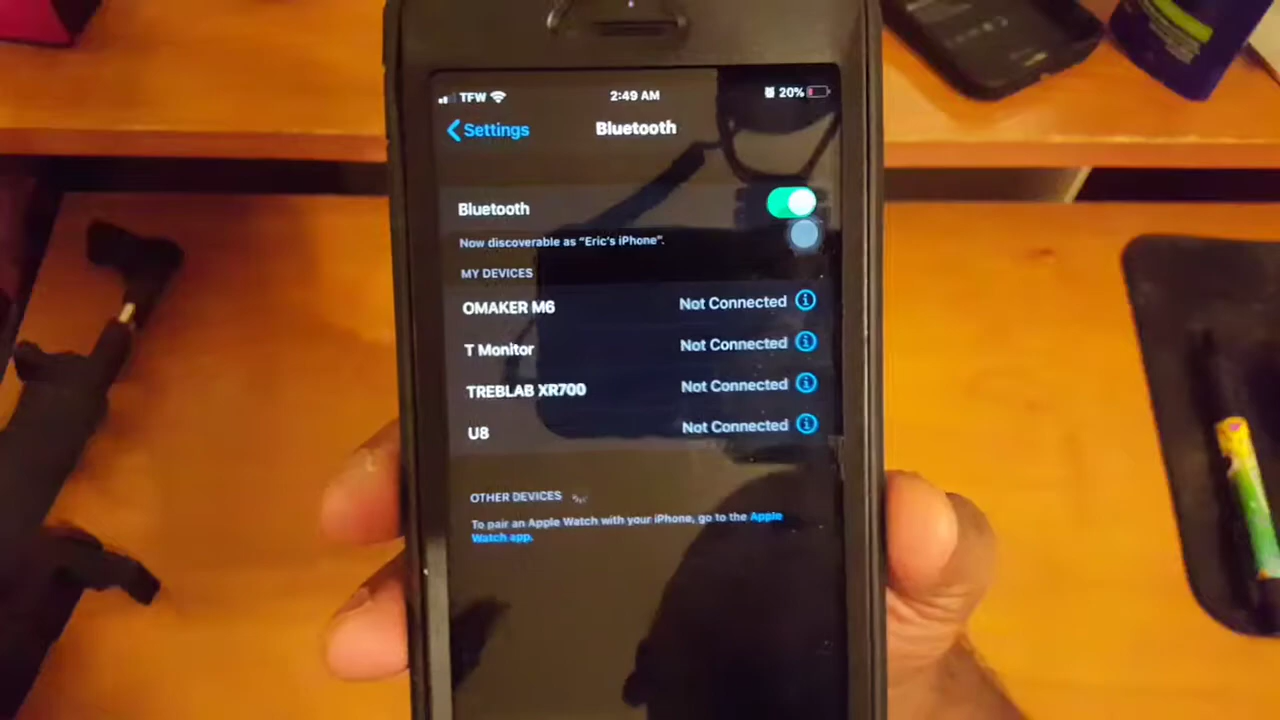 TFW 2:49 AM 20%
Settings Bluetooth
Bluetooth
Now discoverable as “Eric’s iPhone”.
MY DEVICES
OMAKER M6 Not Connected
T Monitor Not Connected
TREBLAB XR700 Not Connected
U8 Not Connected
OTHER DEVICES
To pair an Apple Watch with your iPhone, go to the Apple
Watch app.